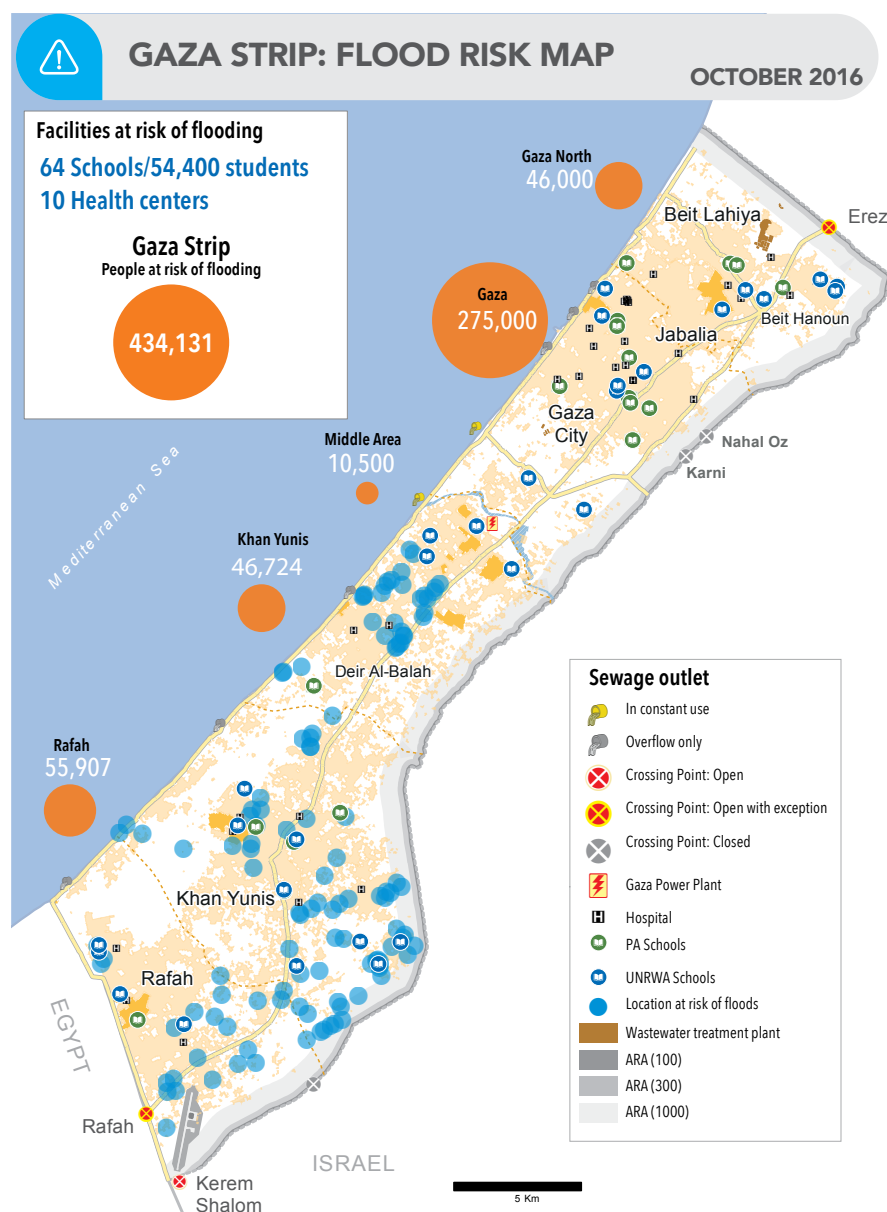 GAZA STRIP: FLOOD RISK MAP
OCTOBER 2016
Facilities at risk of flooding
64 Schools/54,400 students
10 Health centers
Gaza Strip
People at risk of flooding
434,131
Gaza North
46,000
Gaza
275,000
Middle Area
10,500
Khan Yunis
46,724
Rafah
55,907
Mediterranean Sea
Beit Lahiya
Erez
Beit Hanoun
Jabalia
Gaza
City
Nahal Oz
Karni
Deir Al-Balah
Khan Yunis
Rafah
EGYPT
Rafah
ISRAEL
Kerem
Shalom
Sewage outlet
In constant use
Overflow only
Crossing Point: Open
Crossing Point: Open with exception
Crossing Point: Closed
Gaza Power Plant
H Hospital
PA Schools
UNRWA Schools
Location at risk of floods
Wastewater treatment plant
ARA (100)
ARA (300)
ARA (1000)
5 Km